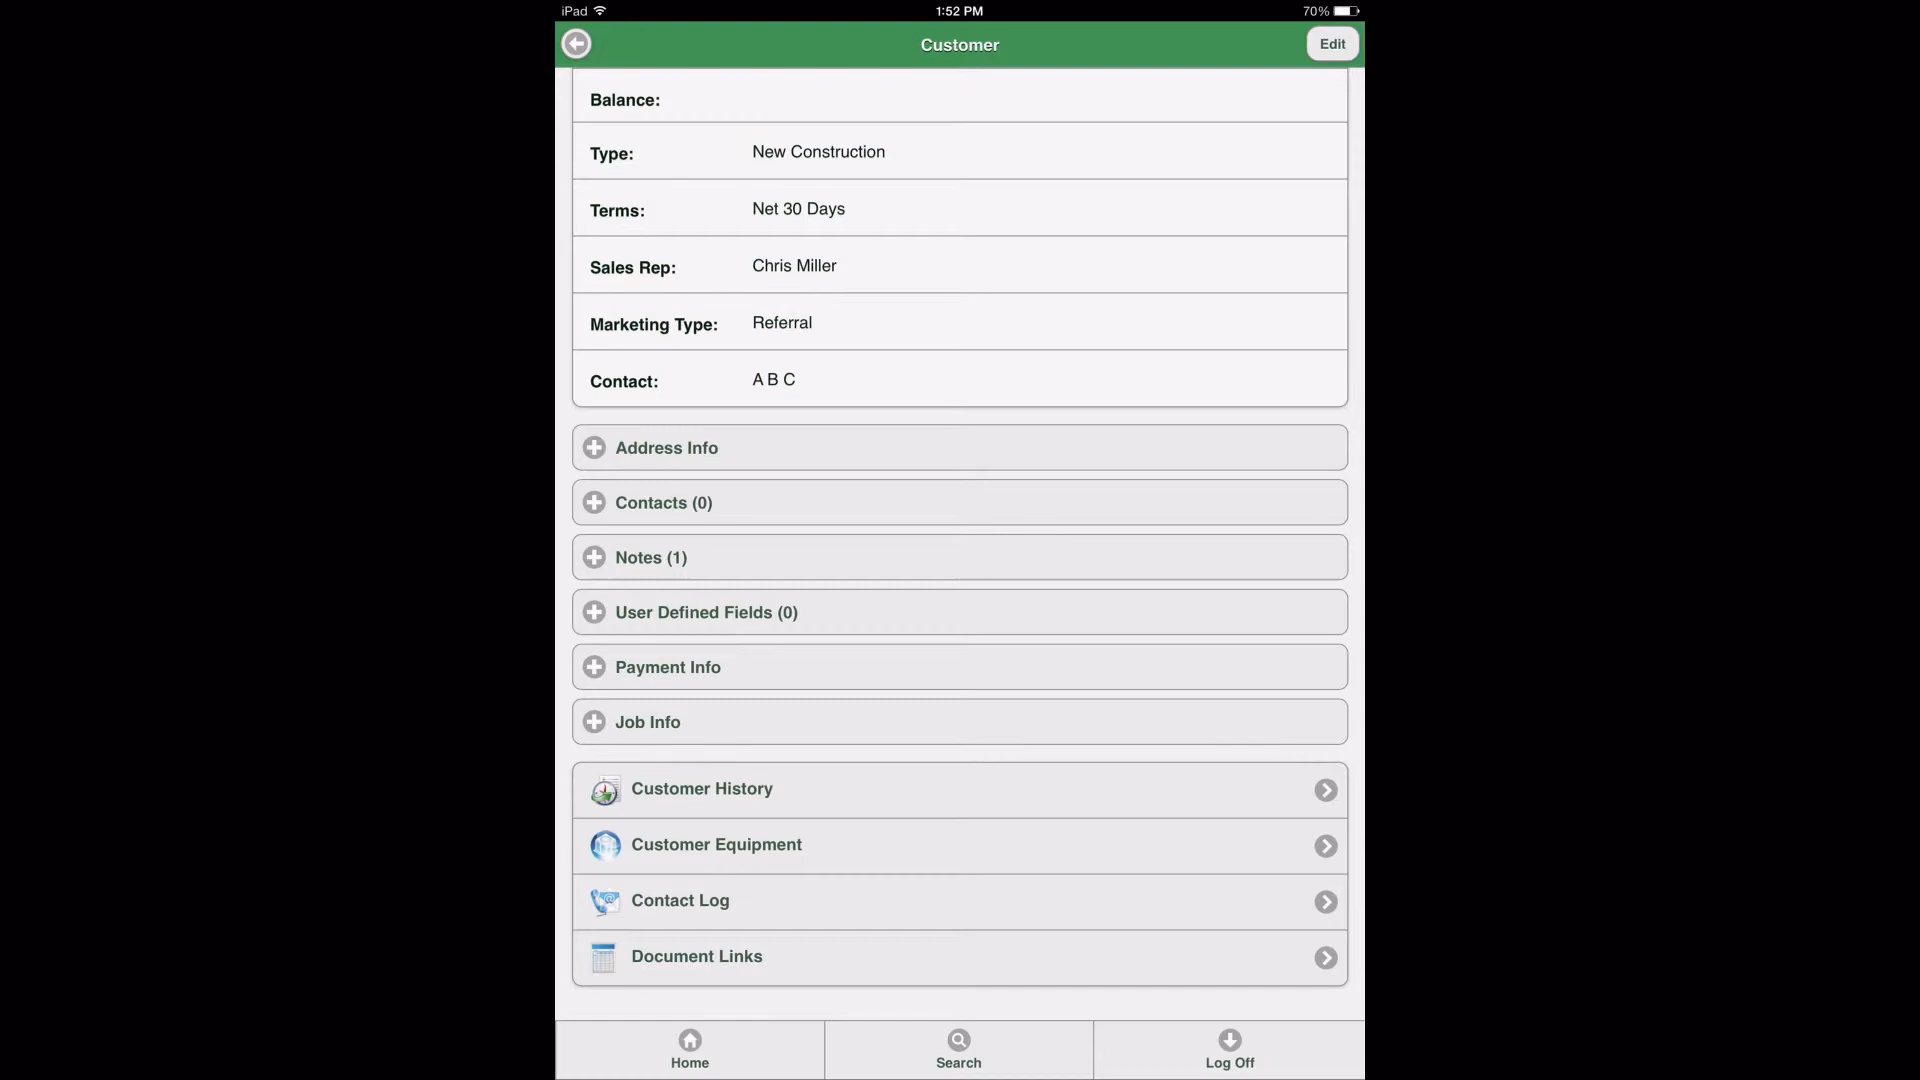 iPad 1:52 PM 70%
Customer Edit
Balance:
Type: New Construction
Terms: Net 30 Days
Sales Rep: Chris Miller
Marketing Type: Referral
Contact: A B C
Address Info
Contacts (0)
Notes (1)
User Defined Fields (0)
Payment Info
Job Info
Customer History
Customer Equipment
Contact Log
Document Links
Home Search Log Off